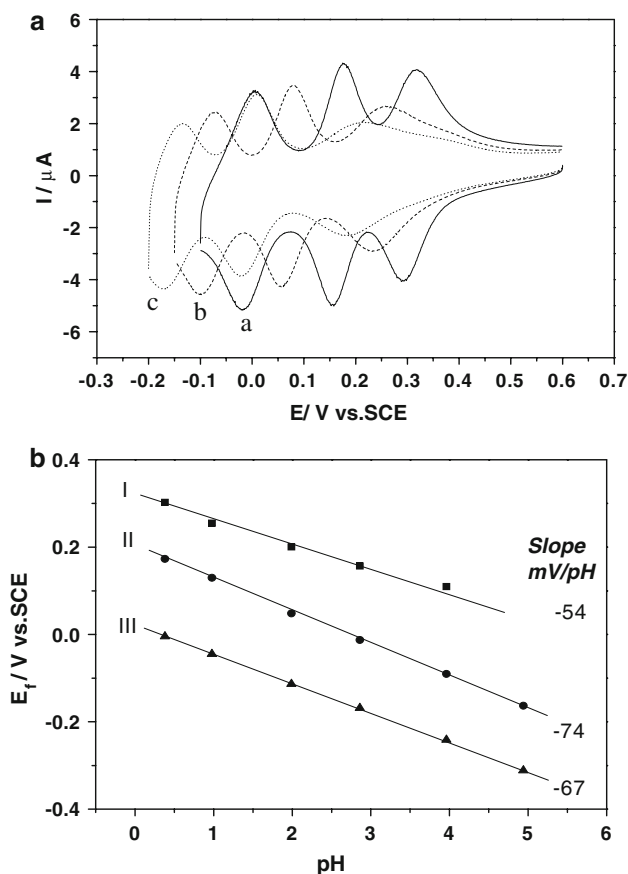 a
I / μA
6
4
2
0
-2
-4
-6
c
b
a
-0.3 -0.2 -0.1 0.0 0.1 0.2 0.3 0.4 0.5 0.6 0.7
E/ V vs.SCE
b
E_f / V vs.SCE
0.4
0.2
0.0
-0.2
-0.4
I
II
III
Slope
mV/pH
-54
-74
-67
0 1 2 3 4 5 6
pH